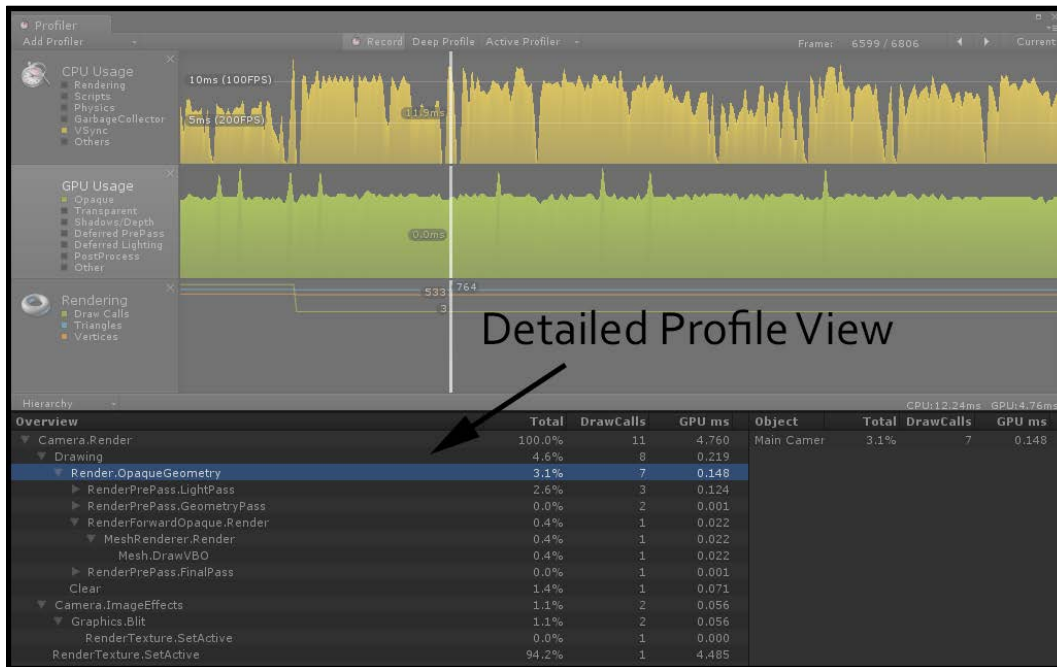 Profiler
Add Profiler Record Deep Profile Active Profiler Frame: 6599 / 6806 Current
CPU Usage
Rendering
Scripts
Physics
GarbageCollector
VSync
Others
10ms (100FPS)
5ms (200FPS)
11.9ms
GPU Usage
Opaque
Transparent
Shadows/Depth
Deferred PrePass
Deferred Lighting
PostProcess
Other
0.0ms
Rendering
Draw Calls
Triangles
Vertices
533 764
3
Detailed Profile View
Hierarchy CPU:12.24ms GPU:4.76ms
Overview Total DrawCalls GPU ms Object Total DrawCalls GPU ms
Camera.Render 100.0% 11 4.760 Main Camer 3.1% 7 0.148
Drawing 4.6% 8 0.219
Render.OpaqueGeometry 3.1% 7 0.148
RenderPrePass.LightPass 2.6% 3 0.124
RenderPrePass.GeometryPass 0.0% 2 0.001
RenderForwardOpaque.Render 0.4% 1 0.022
MeshRenderer.Render 0.4% 1 0.022
Mesh.DrawVBO 0.4% 1 0.022
RenderPrePass.FinalPass 0.0% 1 0.001
Clear 1.4% 1 0.071
Camera.ImageEffects 1.1% 2 0.056
Graphics.Blit 1.1% 2 0.056
RenderTexture.SetActive 0.0% 1 0.000
RenderTexture.SetActive 94.2% 1 4.485